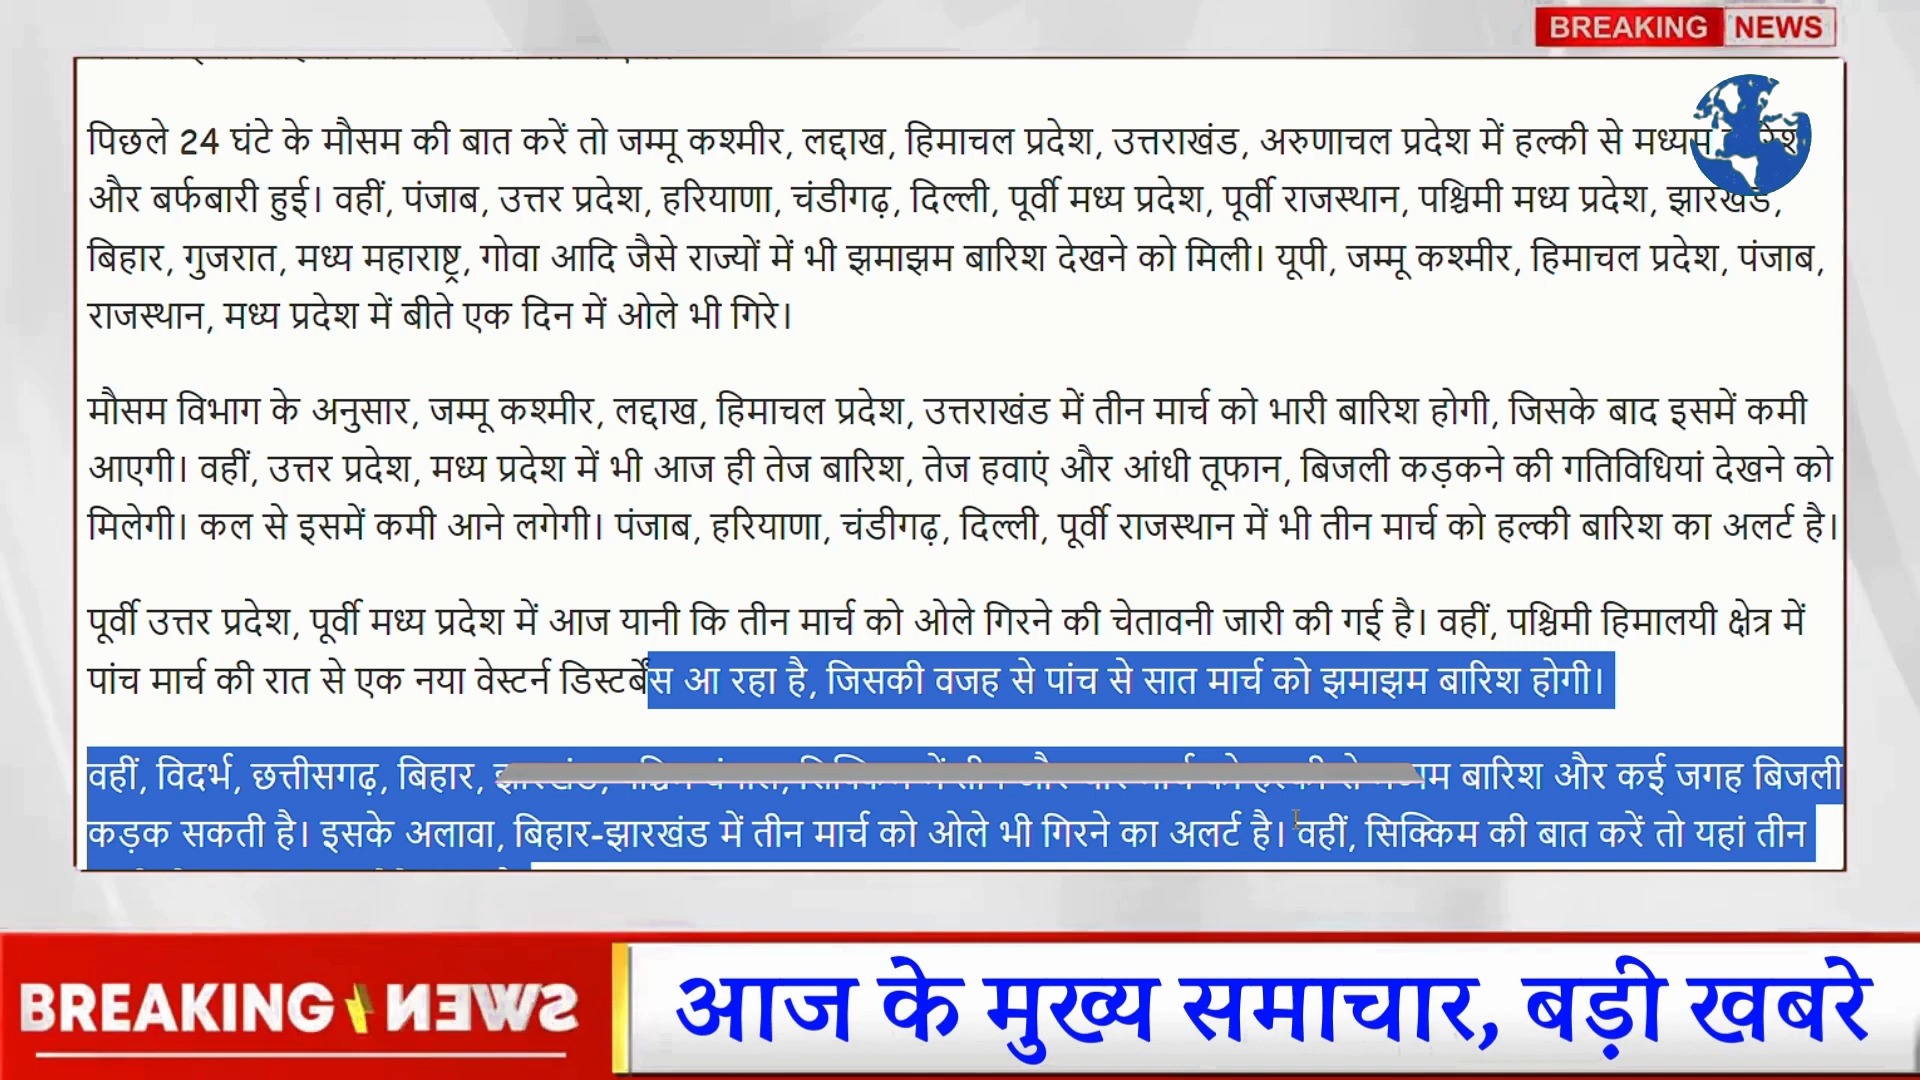 BREAKING NEWS
पिछले 24 घंटे के मौसम की बात करें तो जम्मू कश्मीर, लद्दाख, हिमाचल प्रदेश, उत्तराखंड, अरुणाचल प्रदेश में हल्की से मध्यम
और बर्फबारी हुई। वहीं, पंजाब, उत्तर प्रदेश, हरियाणा, चंडीगढ़, दिल्ली, पूर्वी मध्य प्रदेश, पूर्वी राजस्थान, पश्चिमी मध्य प्रदेश, झारखंड,
बिहार, गुजरात, मध्य महाराष्ट्र, गोवा आदि जैसे राज्यों में भी झमाझम बारिश देखने को मिली। यूपी, जम्मू कश्मीर, हिमाचल प्रदेश, पंजाब,
राजस्थान, मध्य प्रदेश में बीते एक दिन में ओले भी गिरे।
मौसम विभाग के अनुसार, जम्मू कश्मीर, लद्दाख, हिमाचल प्रदेश, उत्तराखंड में तीन मार्च को भारी बारिश होगी, जिसके बाद इसमें कमी
आएगी। वहीं, उत्तर प्रदेश, मध्य प्रदेश में भी आज ही तेज बारिश, तेज हवाएं और आंधी तूफान, बिजली कड़कने की गतिविधियां देखने को
मिलेगी। कल से इसमें कमी आने लगेगी। पंजाब, हरियाणा, चंडीगढ़, दिल्ली, पूर्वी राजस्थान में भी तीन मार्च को हल्की बारिश का अलर्ट है।
पूर्वी उत्तर प्रदेश, पूर्वी मध्य प्रदेश में आज यानी कि तीन मार्च को ओले गिरने की चेतावनी जारी की गई है। वहीं, पश्चिमी हिमालयी क्षेत्र में
पांच मार्च की रात से एक नया वेस्टर्न डिस्टर्बेंस आ रहा है, जिसकी वजह से पांच से सात मार्च को झमाझम बारिश होगी।
वहीं, विदर्भ, छत्तीसगढ़, बिहार, बारिश और कई जगह बिजली
कड़क सकती है। इसके अलावा, बिहार-झारखंड में तीन मार्च को ओले भी गिरने का अलर्ट है। वहीं, सिक्किम की बात करें तो यहां तीन
BREAKING NEWS
आज के मुख्य समाचार, बड़ी खबरे